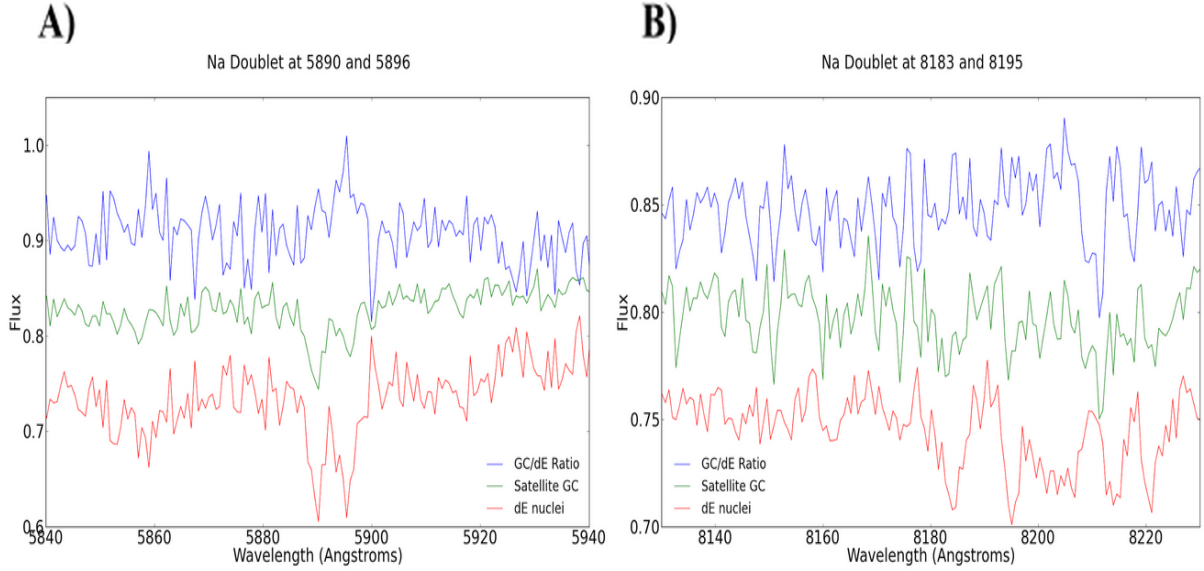 A)
B)
Na Doublet at 5890 and 5896
Na Doublet at 8183 and 8195
1.0
0.9
0.8
0.7
0.6
Flux
5840
5860
5880
5900
5920
5940
Wavelength (Angstroms)
GC/dE Ratio
Satellite GC
dE nuclei
0.90
0.85
0.80
0.75
0.70
Flux
8140
8160
8180
8200
8220
Wavelength (Angstroms)
GC/dE Ratio
Satellite GC
dE nuclei